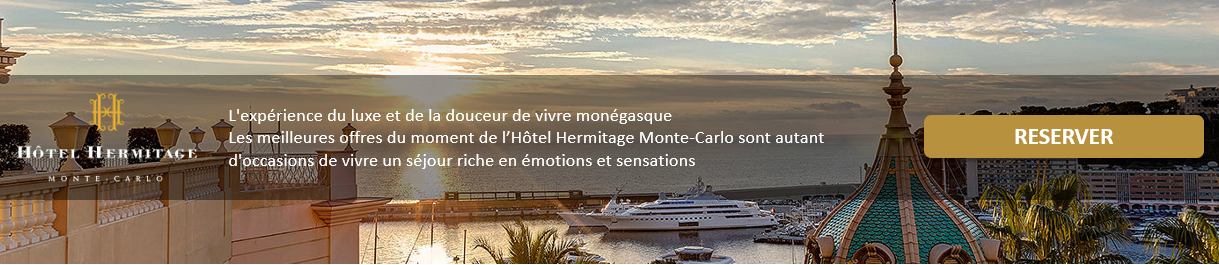 L'expérience du luxe et de la douceur de vivre monégasque
Les meilleures offres du moment de l’Hôtel Hermitage Monte-Carlo sont autant
d'occasions de vivre un séjour riche en émotions et sensations
HÔTEL HERMITAGE
MONTE-CARLO
RESERVER